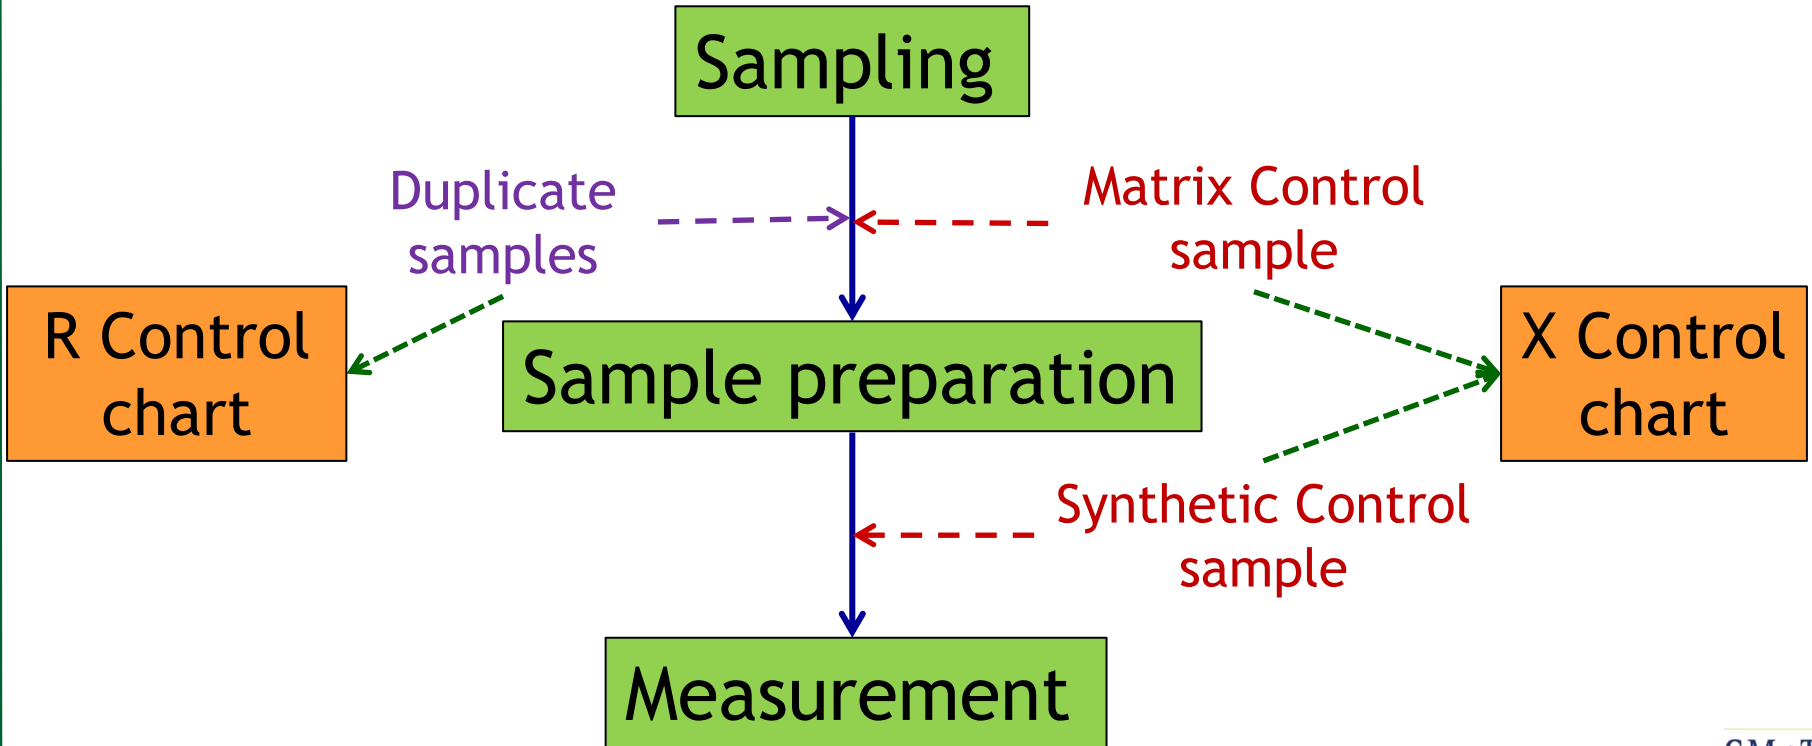 Sampling
Duplicate
samples
Matrix Control
sample
R Control
chart
Sample preparation
X Control
chart
Synthetic Control
sample
Measurement